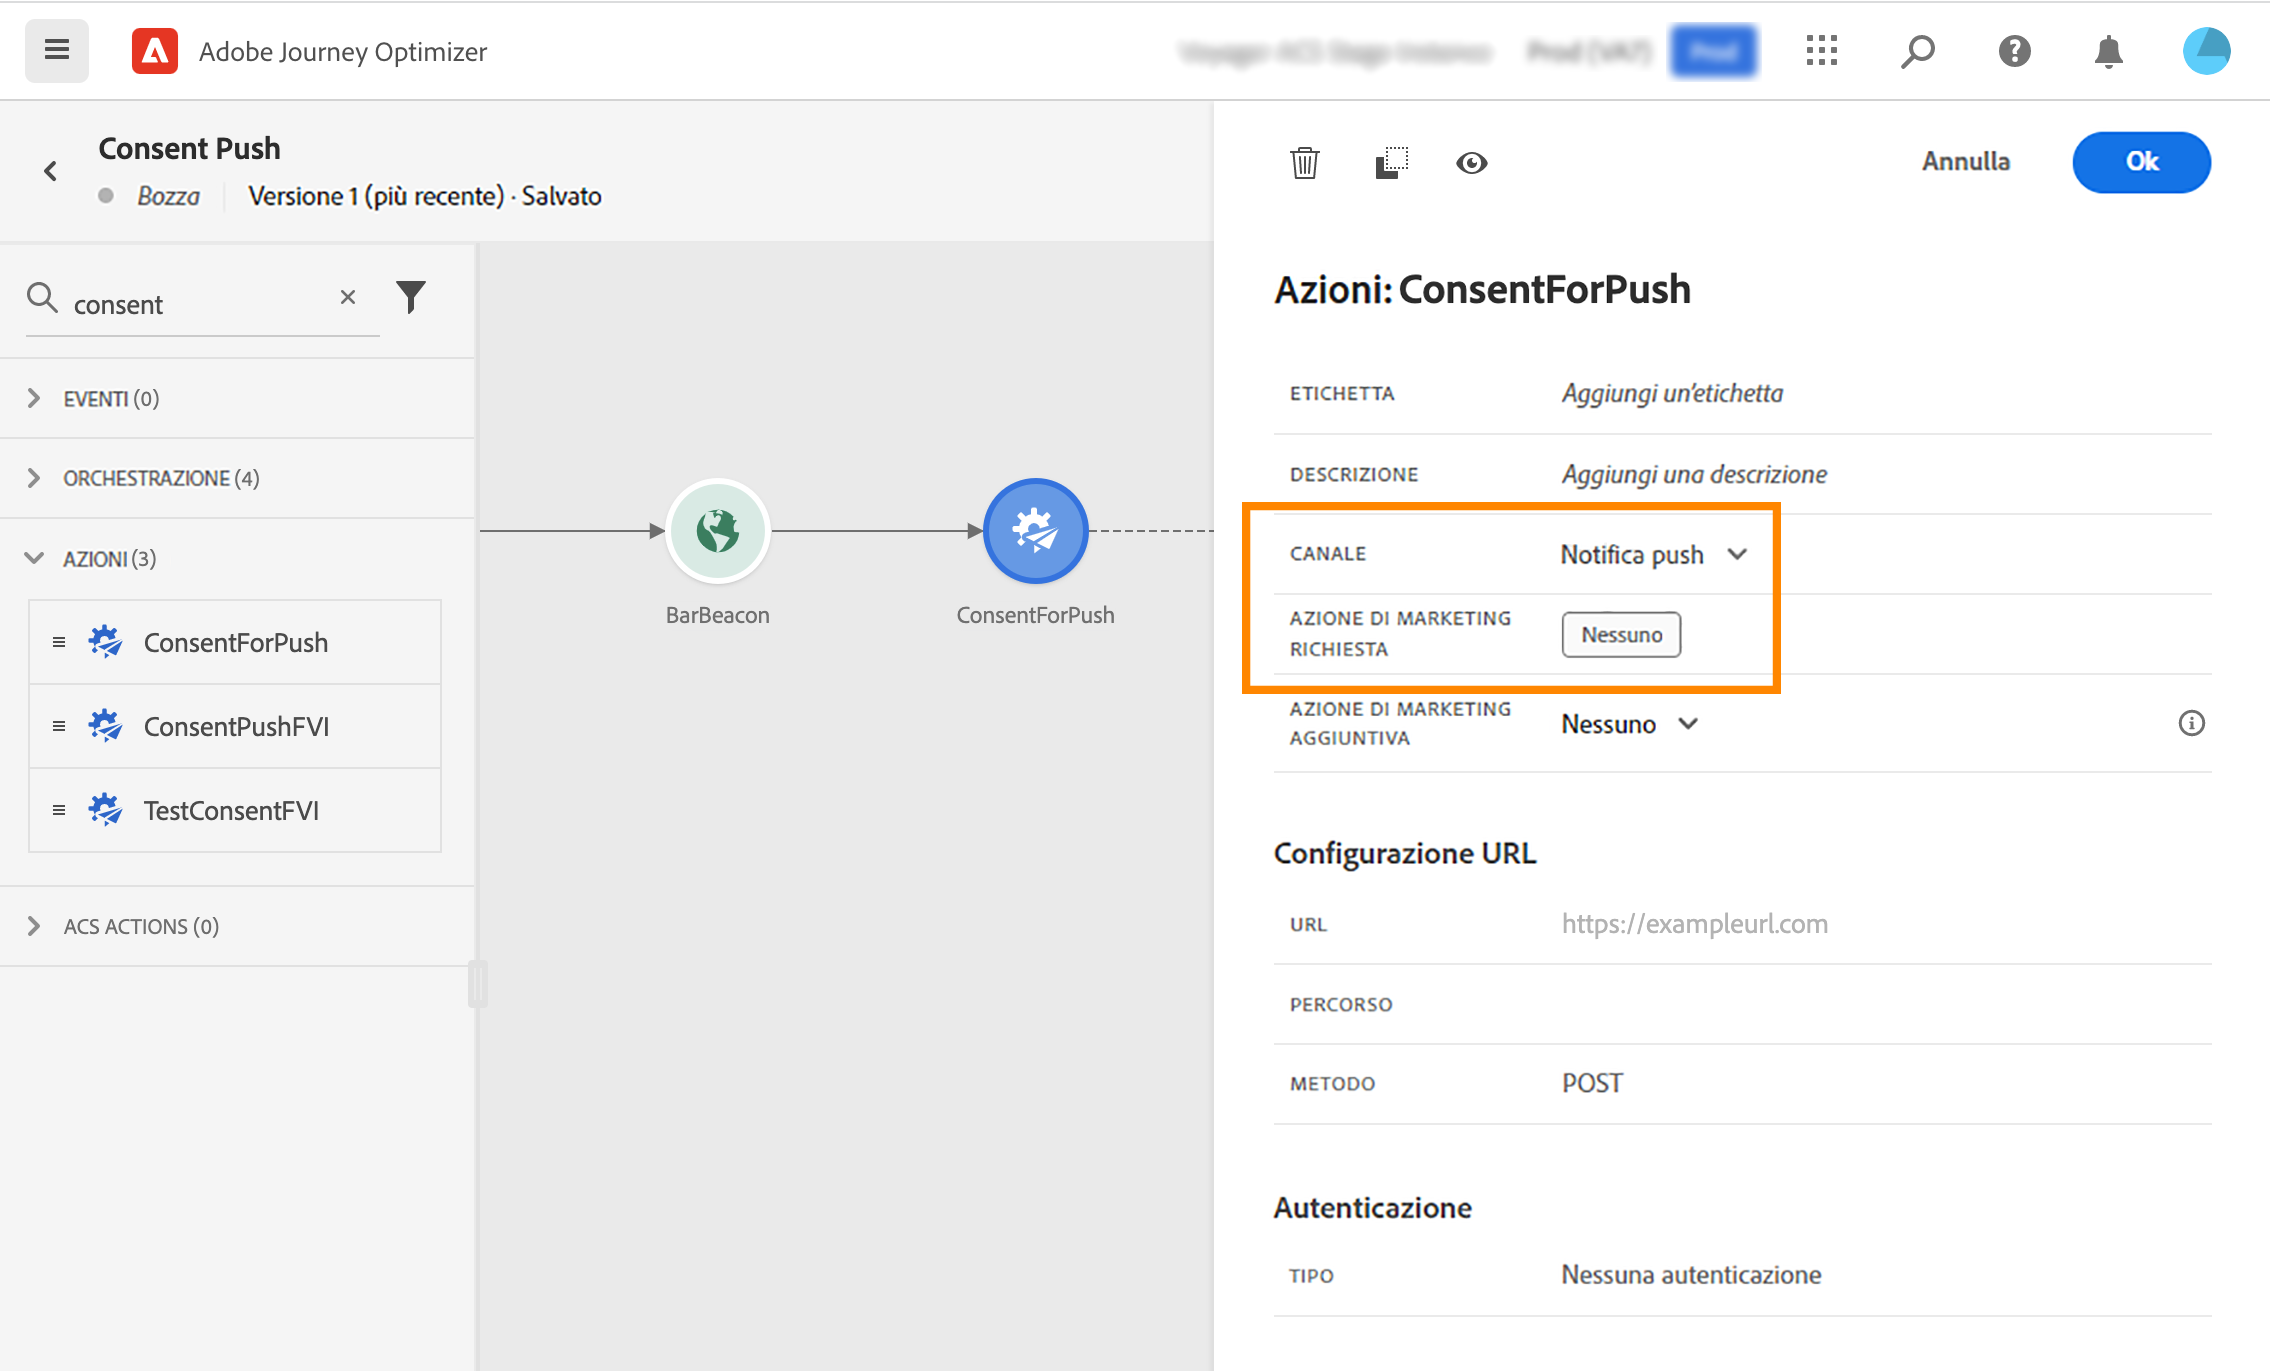 Adobe Journey Optimizer
Consent Push
Bozza
Versione 1 (più recente) · Salvato
consent
EVENTI (0)
ORCHESTRAZIONE (4)
AZIONI (3)
ConsentForPush
ConsentPushFVI
TestConsentFVI
ACS ACTIONS (0)
BarBeacon
ConsentForPush
Annulla
Ok
Azioni: ConsentForPush
ETICHETTA
Aggiungi un'etichetta
DESCRIZIONE
Aggiungi una descrizione
CANALE
Notifica push
AZIONE DI MARKETING
RICHIESTA
Nessuno
AZIONE DI MARKETING
AGGIUNTIVA
Nessuno
Configurazione URL
URL
https://exampleurl.com
PERCORSO
METODO
POST
Autenticazione
TIPO
Nessuna autenticazione